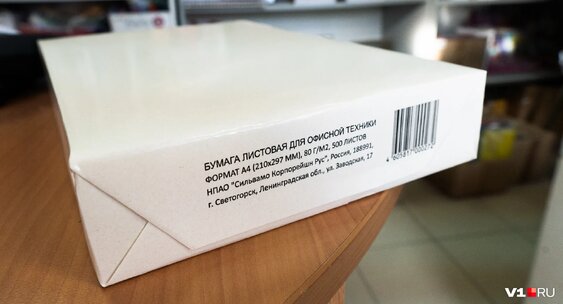 БУМАГА ЛИСТОВАЯ ДЛЯ ОФИСНОЙ ТЕХНИКИ
ФОРМАТ А4 (210х297 ММ), 80 Г/М2, 500 ЛИСТОВ
НПАО "Сильвамо Корпорейшн Рус", Россия, 188991,
г. Светогорск, Ленинградская обл., ул. Заводская, 17
V1 RU